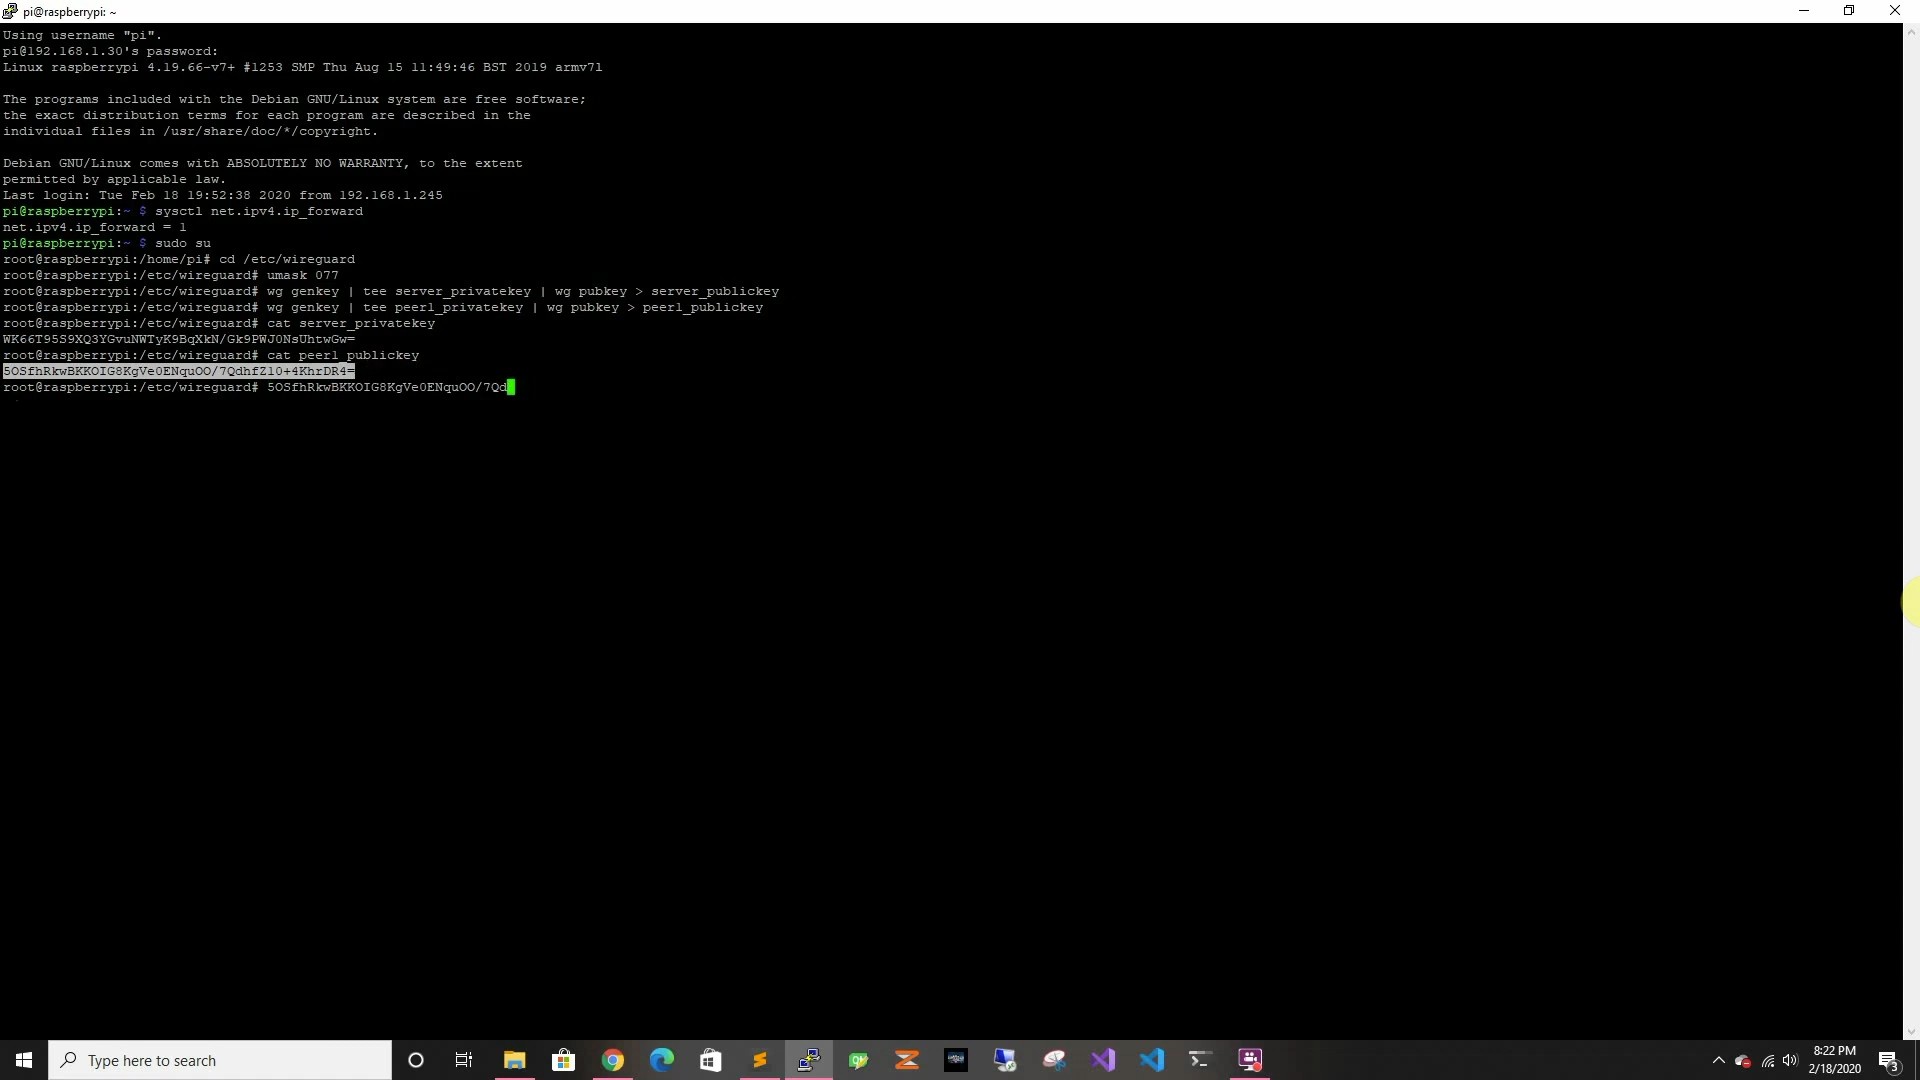 pi@raspberrypi: ~
Using username "pi".
pi@192.168.1.30's password:
Linux raspberrypi 4.19.66-v7+ #1253 SMP Thu Aug 15 11:49:46 BST 2019 armv7l
The programs included with the Debian GNU/Linux system are free software;
the exact distribution terms for each program are described in the
individual files in /usr/share/doc/*/copyright.
Debian GNU/Linux comes with ABSOLUTELY NO WARRANTY, to the extent
permitted by applicable law.
Last login: Tue Feb 18 19:52:38 2020 from 192.168.1.245
pi@raspberrypi:~ $ sysctl net.ipv4.ip_forward
net.ipv4.ip_forward = 1
pi@raspberrypi:~ $ sudo su
root@raspberrypi:/home/pi# cd /etc/wireguard
root@raspberrypi:/etc/wireguard# umask 077
root@raspberrypi:/etc/wireguard# wg genkey | tee server_privatekey | wg pubkey > server_publickey
root@raspberrypi:/etc/wireguard# wg genkey | tee peer1_privatekey | wg pubkey > peer1_publickey
root@raspberrypi:/etc/wireguard# cat server_privatekey
WK66T95S9XQ3YGvuNWTyK9BqXkN/Gk9PWJ0NsUhtwGw=
root@raspberrypi:/etc/wireguard# cat peer1_publickey
5OSfhRkwBKKOIG8KgVe0ENquOO/7QdhfZ10+4KhrDR4=
root@raspberrypi:/etc/wireguard# 5OSfhRkwBKKOIG8KgVe0ENquOO/7Qd
Type here to search
8:22 PM
2/18/2020
3